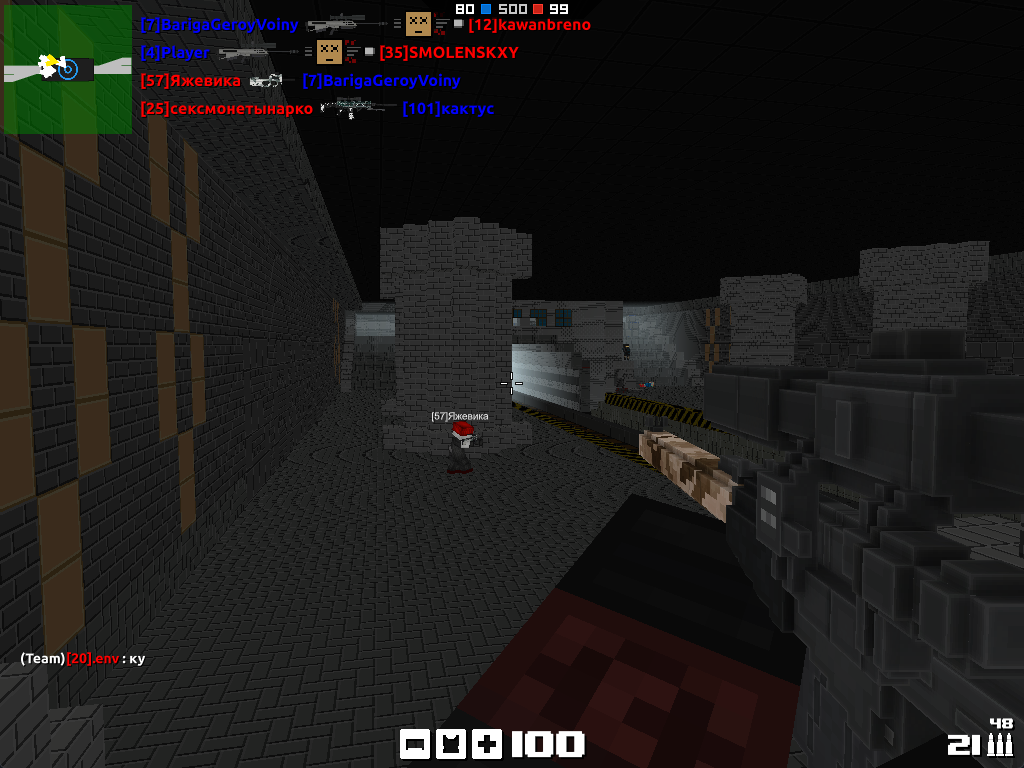 80 500 99
[7]BarigaGeroyVoiny [12]kawanbreno
[4]Player [35]SMOLENSKXY
[57]Яжевика [7]BarigaGeroyVoiny
[25]сексмонетынарко [101]кактус
[57]Яжевика
(Team)[20].env : ку
100
48
21